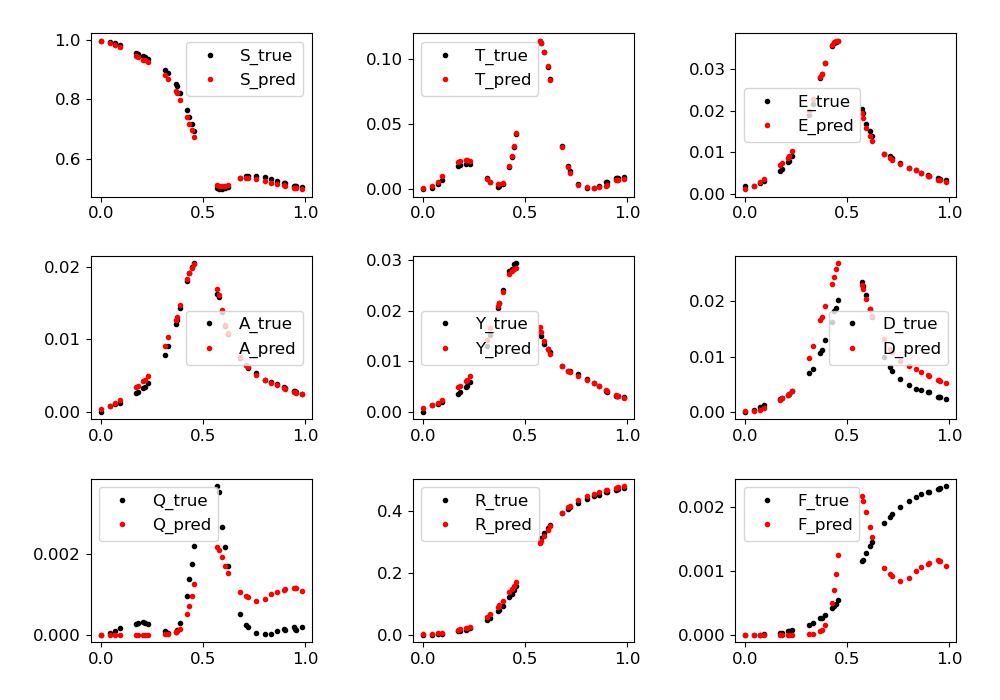 1.0
0.8
0.6
S_true
S_pred
0.0 0.5 1.0
0.10
0.05
0.00
T_true
T_pred
0.0 0.5 1.0
0.03
0.02
0.01
0.00
E_true
E_pred
0.0 0.5 1.0
0.02
0.01
0.00
A_true
A_pred
0.0 0.5 1.0
0.03
0.02
0.01
0.00
Y_true
Y_pred
0.0 0.5 1.0
0.02
0.01
0.00
D_true
D_pred
0.0 0.5 1.0
0.002
0.000
Q_true
Q_pred
0.0 0.5 1.0
0.4
0.2
0.0
R_true
R_pred
0.0 0.5 1.0
0.002
0.001
0.000
F_true
F_pred
0.0 0.5 1.0